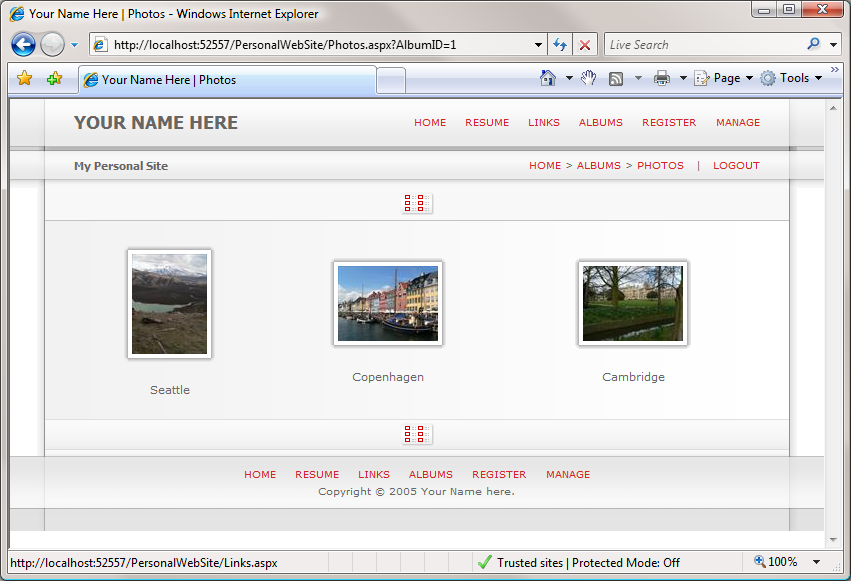 Your Name Here | Photos - Windows Internet Explorer
http://localhost:52557/PersonalWebSite/Photos.aspx?AlbumID=1
Live Search
Your Name Here | Photos
Page
Tools
YOUR NAME HERE
HOME RESUME LINKS ALBUMS REGISTER MANAGE
My Personal Site
HOME > ALBUMS > PHOTOS | LOGOUT
Seattle
Copenhagen
Cambridge
HOME RESUME LINKS ALBUMS REGISTER MANAGE
Copyright © 2005 Your Name here.
http://localhost:52557/PersonalWebSite/Links.aspx
Trusted sites | Protected Mode: Off
100%